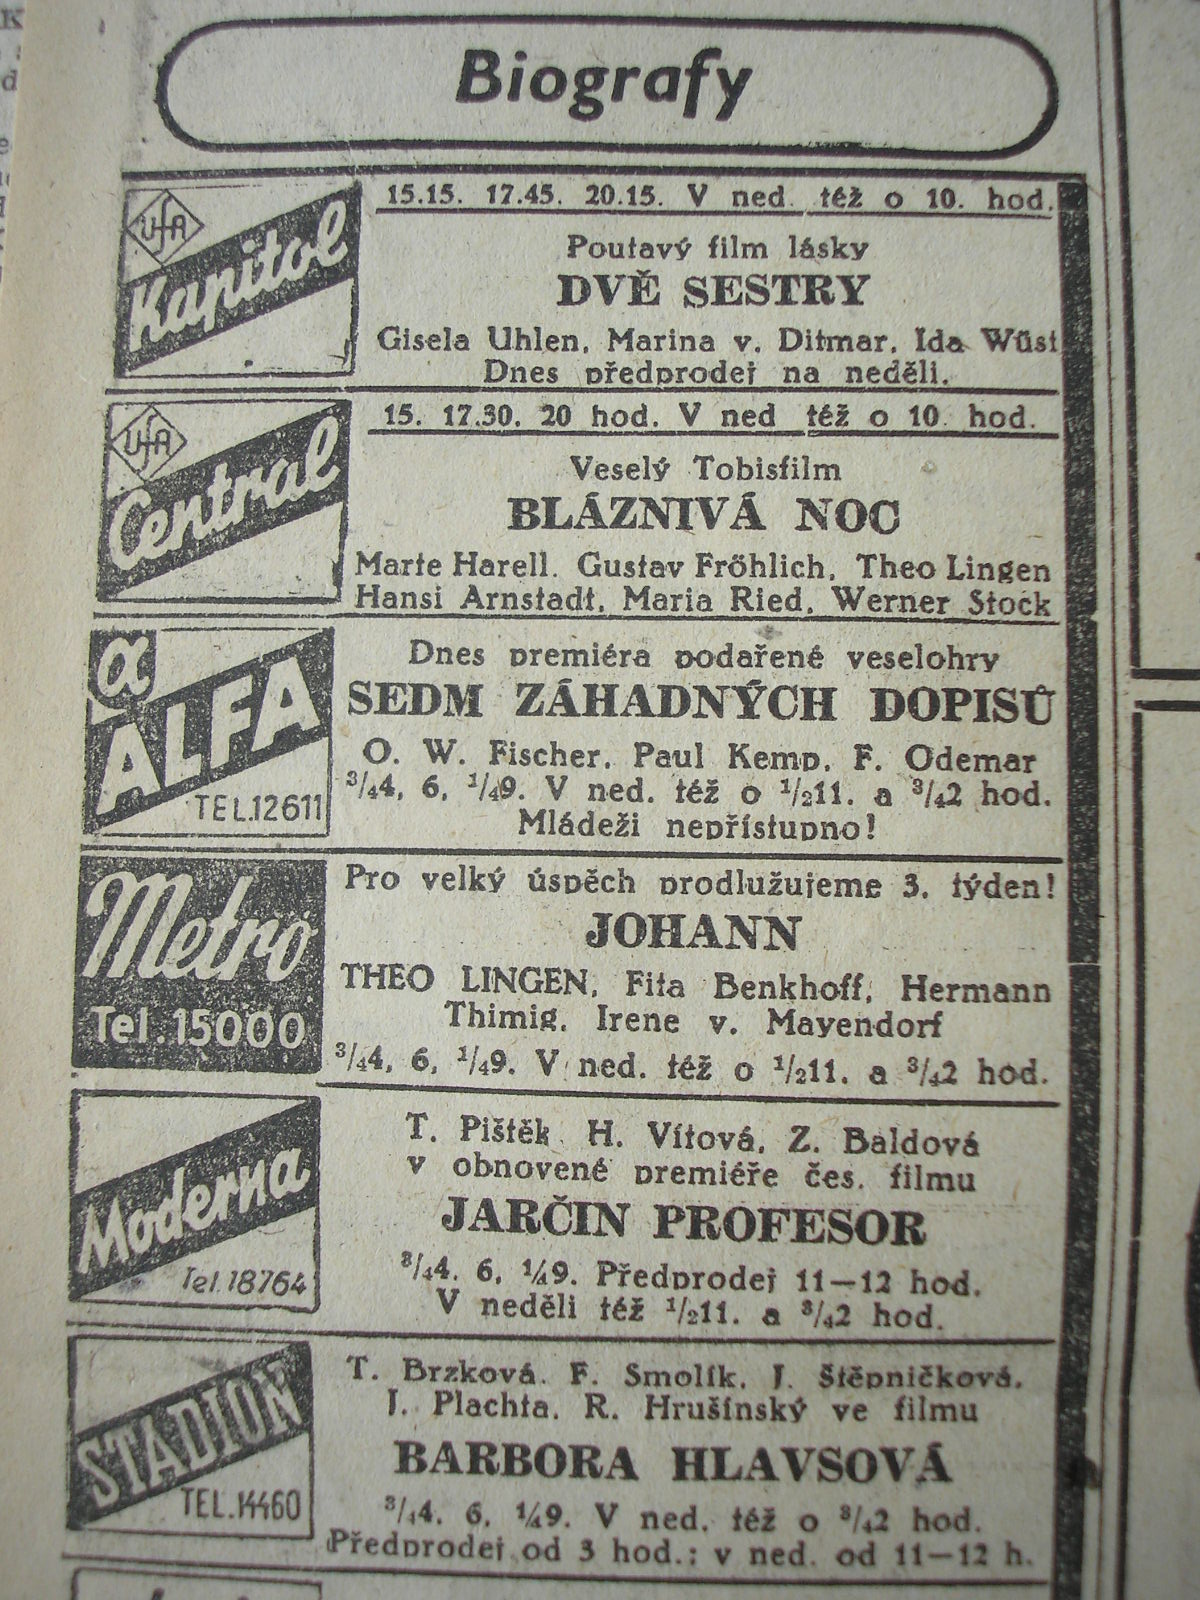 Biografy
UfA
Kapitol
15.15. 17.45. 20.15. V ned. též o 10. hod.
Poutavý film lásky
DVĚ SESTRY
Gisela Uhlen, Marina v. Ditmar, Ida Wüst
Dnes předprodej na neděli.
UfA
Central
15. 17.30. 20 hod. V ned též o 10 hod.
Veselý Tobisfilm
BLÁZNIVÁ NOC
Marte Harell. Gustav Fröhlich, Theo Lingen
Hansi Arnstadt, Maria Ried, Werner Stock
α
ALFA
TEL.12611
Dnes premiéra podařené veselohry
SEDM ZÁHADNÝCH DOPISŮ
O. W. Fischer, Paul Kemp, F. Odemar
3/44, 6, 1/49. V ned. též o 1/211. a 3/42 hod.
Mládeži nepřístupno!
Metro
Tel. 15000
Pro velký úspěch prodlužujeme 3. týden!
JOHANN
THEO LINGEN, Fita Benkhoff, Hermann
Thimig, Irene v. Mayendorf
3/44, 6, 1/49. V ned. též o 1/211. a 3/42 hod.
Moderna
Tel. 18764
T. Pištěk H. Vítová, Z. Baldová
v obnovené premiéře čes. filmu
JARČIN PROFESOR
3/44. 6, 1/49. Předprodej 11—12 hod.
V neděli též 1/211. a 3/42 hod.
STADION
TEL.14460
T. Brzková. F. Smolík, J. Štěpničková,
J. Plachta, R. Hrušínský ve filmu
BARBORA HLAVSOVÁ
3/44. 6, 1/49. V ned. též o 3/42 hod.
Předprodej od 3 hod.; v ned. od 11—12 h.